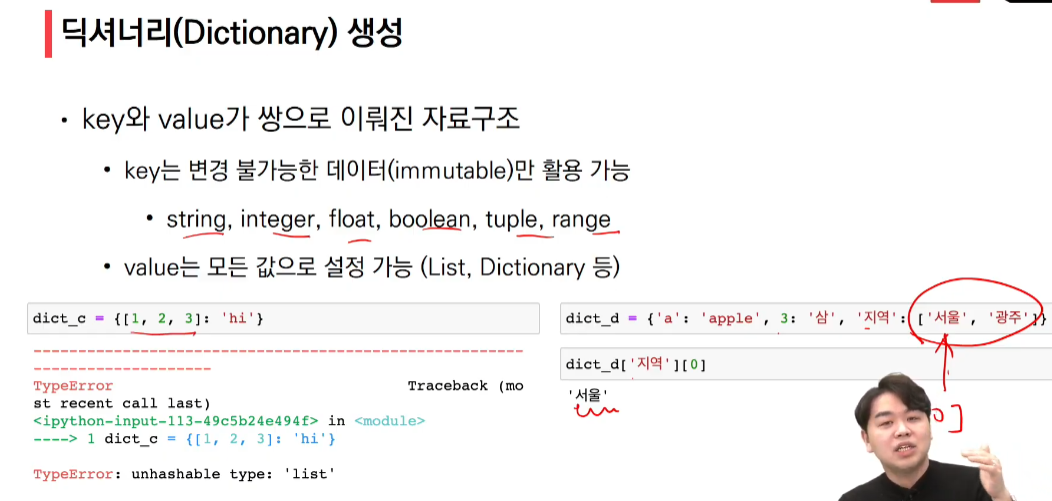 딕셔너리(Dictionary) 생성
• key와 value가 쌍으로 이뤄진 자료구조
• key는 변경 불가능한 데이터(immutable)만 활용 가능
• string, integer, float, boolean, tuple, range
• value는 모든 값으로 설정 가능 (List, Dictionary 등)
dict_c = {[1, 2, 3]: 'hi'}
---------------------------------------------------------------------------
TypeError Traceback (mo
st recent call last)
<ipython-input-113-49c5b24e494f> in <module>
----> 1 dict_c = {[1, 2, 3]: 'hi'}
TypeError: unhashable type: 'list'
dict_d = {'a': 'apple', 3: '삼', '지역': ['서울', '광주']}
dict_d['지역'][0]
'서울'
0]